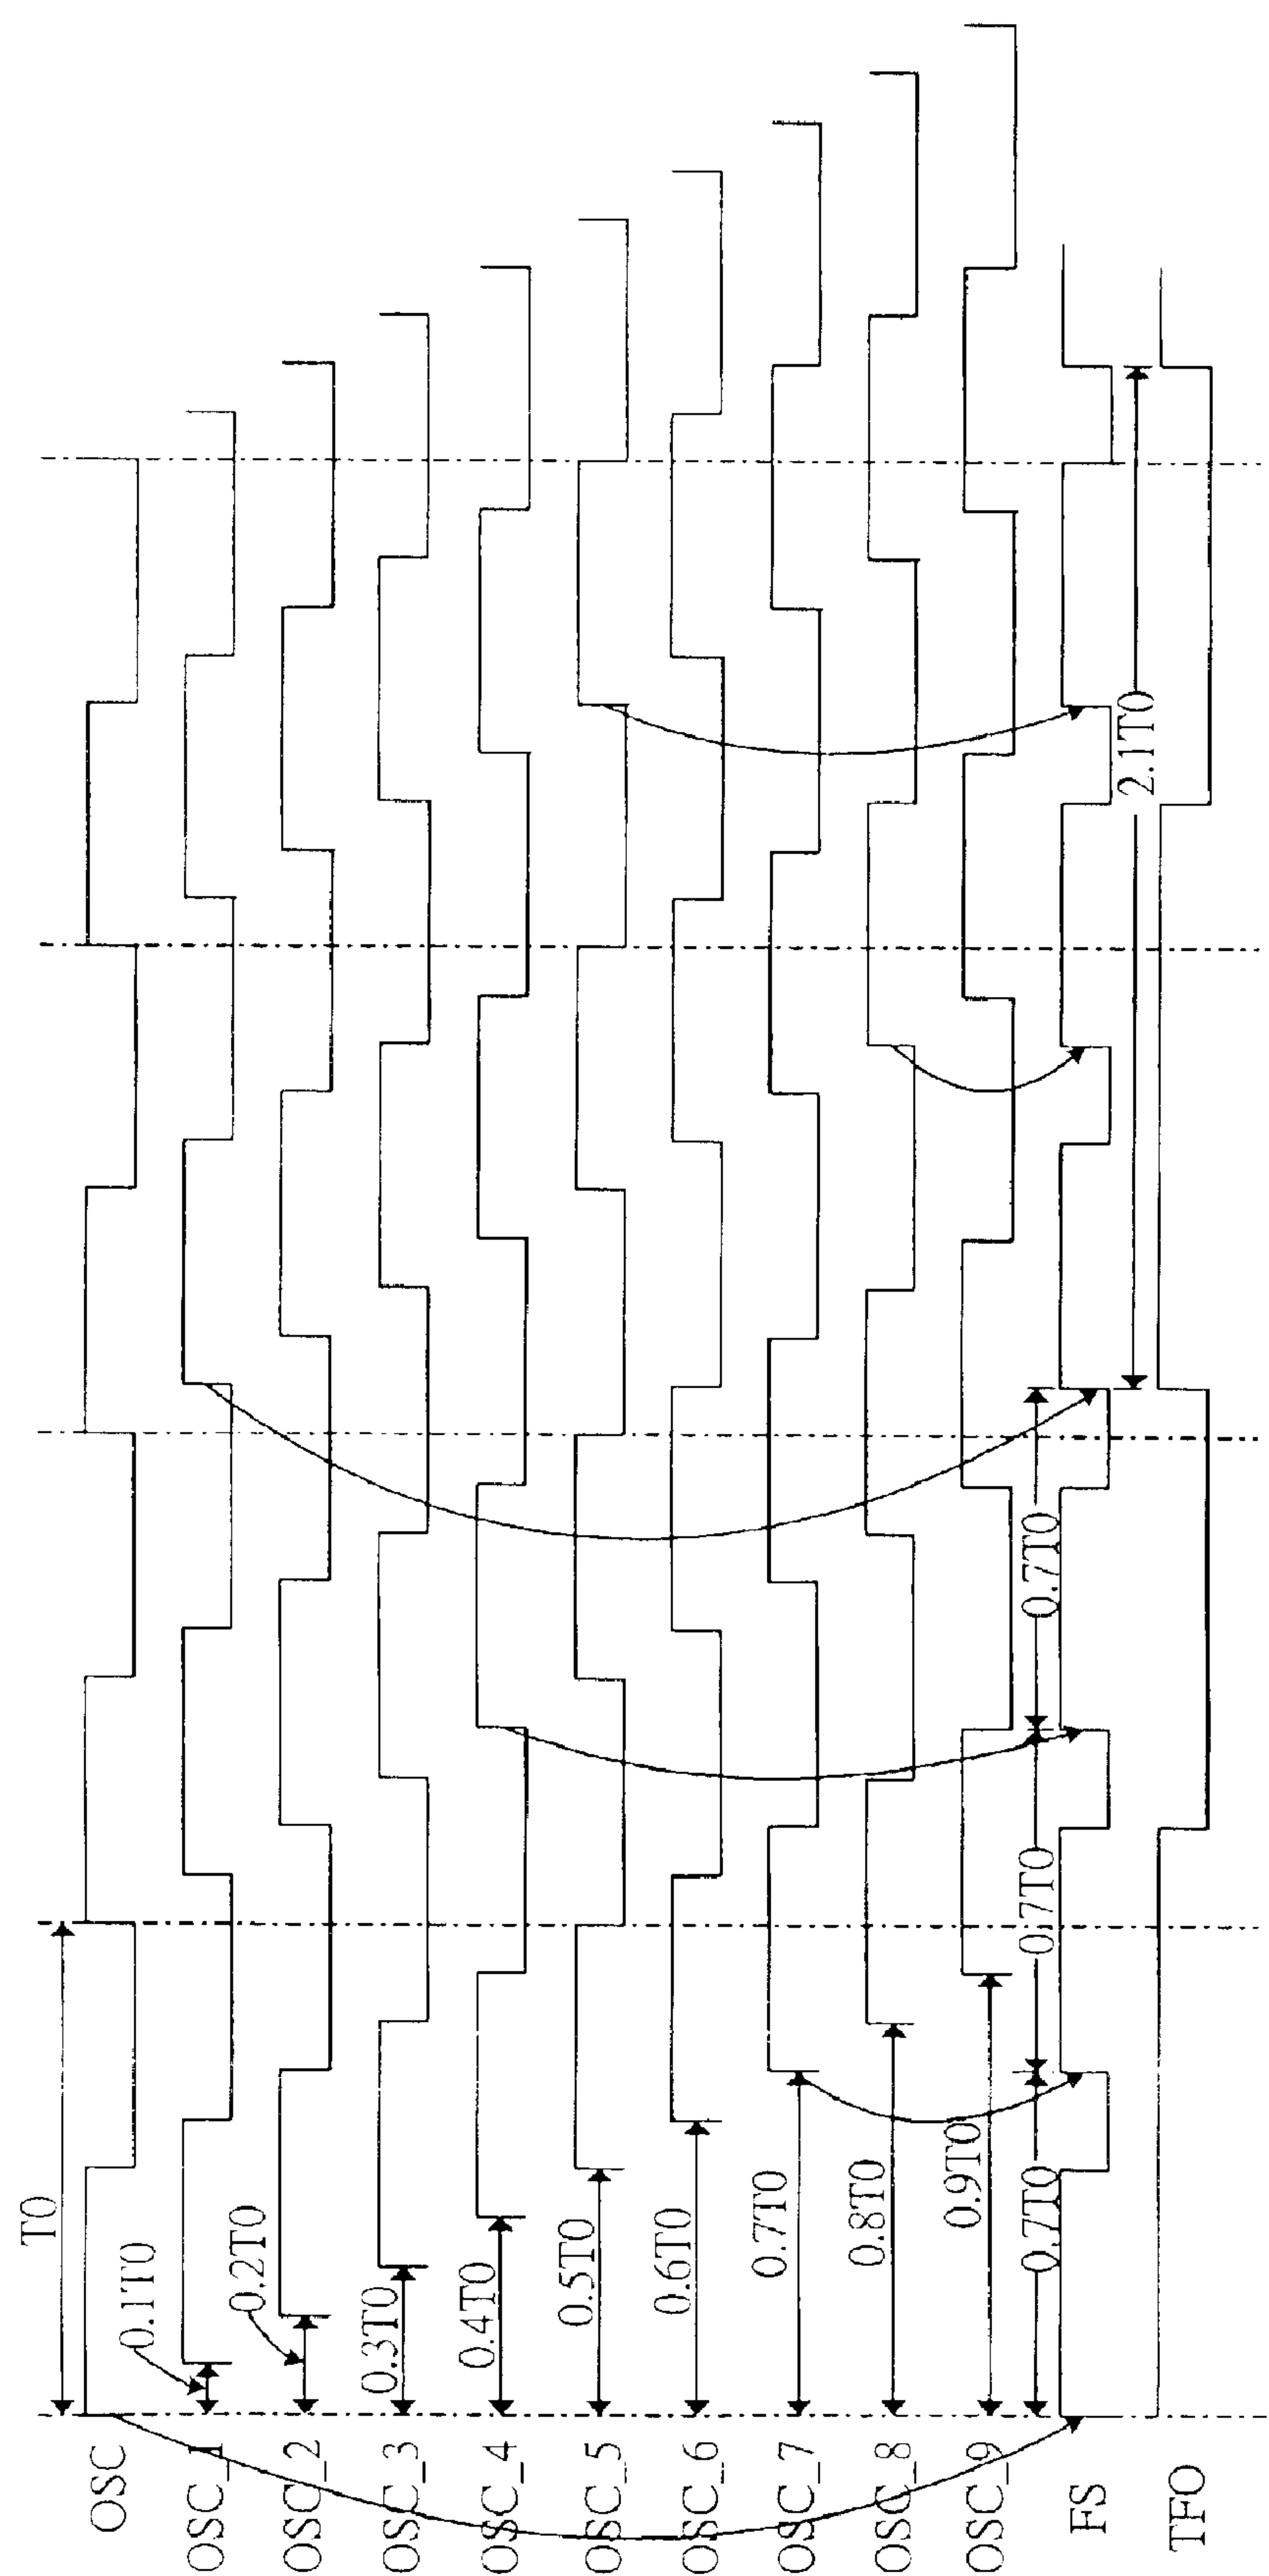 T0
OSC
0.1T0
OSC_1
0.2T0
OSC_2
0.3T0
OSC_3
0.4T0
OSC_4
0.5T0
OSC_5
0.6T0
OSC_6
0.7T0
OSC_7
0.8T0
OSC_8
0.9T0
OSC_9
0.7T0
0.7T0
0.7T0
FS
2.1T0
TFO